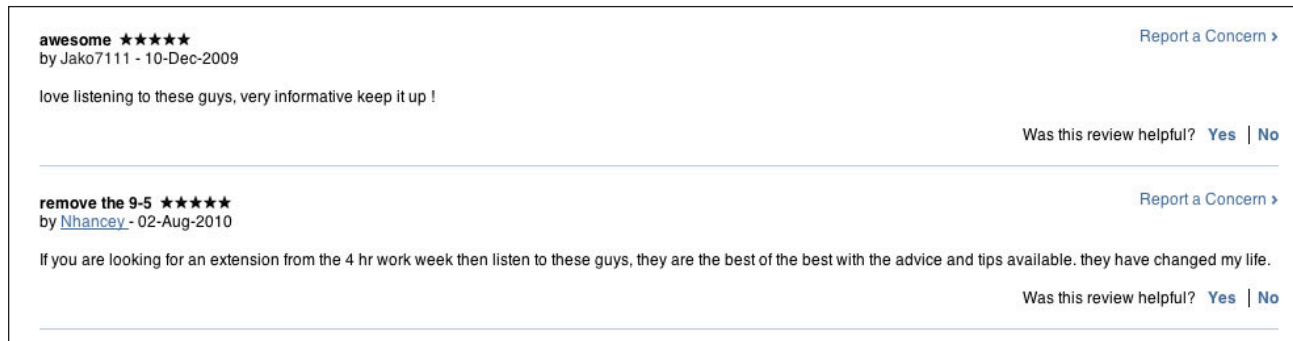 awesome ★★★★★
Report a Concern ›
by Jako7111 - 10-Dec-2009
love listening to these guys, very informative keep it up !
Was this review helpful? Yes | No
remove the 9-5 ★★★★★
Report a Concern ›
by Nhancey - 02-Aug-2010
If you are looking for an extension from the 4 hr work week then listen to these guys, they are the best of the best with the advice and tips available. they have changed my life.
Was this review helpful? Yes | No